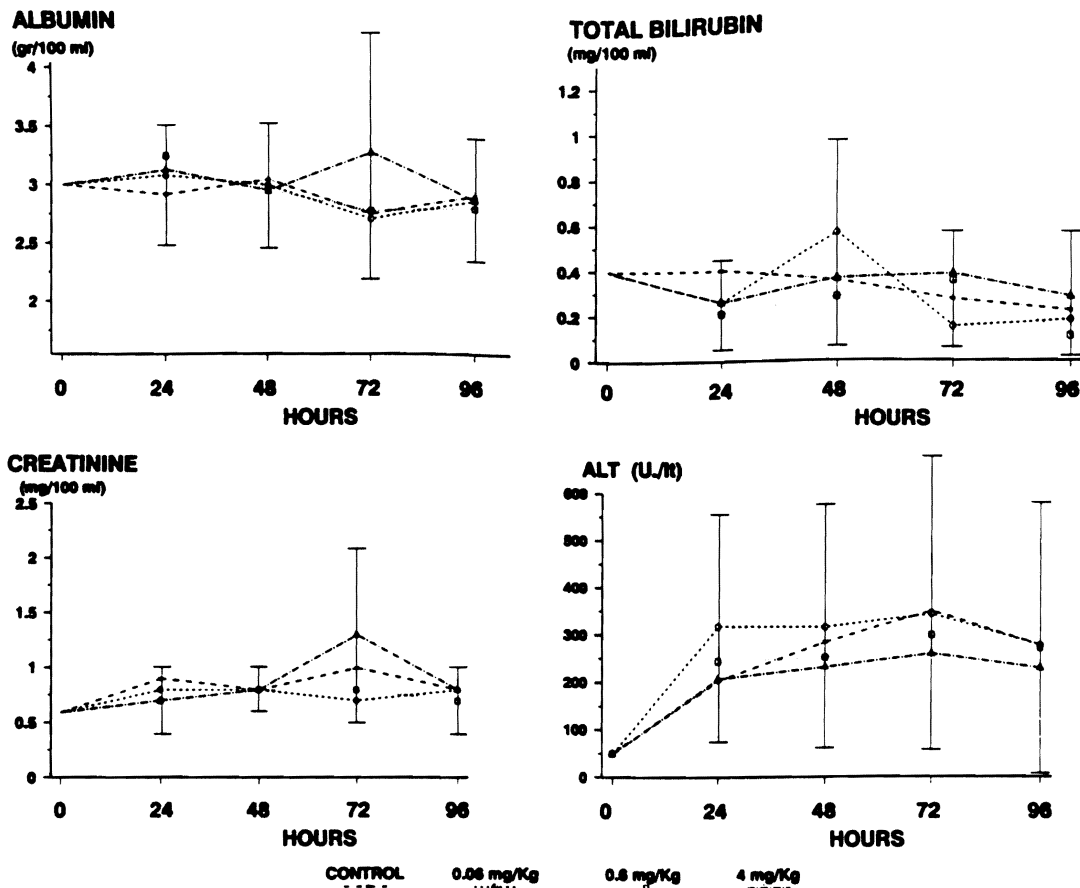 ALBUMIN
(gr/100 ml)
4
3.5
3
2.5
2
0 24 48 72 96
HOURS
TOTAL BILIRUBIN
(mg/100 ml)
1.2
1
0.8
0.6
0.4
0.2
0
0 24 48 72 96
HOURS
CREATININE
(mg/100 ml)
2.5
2
1.5
1
0.5
0
0 24 48 72 96
HOURS
ALT (U./lt)
600
500
400
300
200
100
0
0 24 48 72 96
HOURS
CONTROL 0.06 mg/Kg 0.6 mg/Kg 4 mg/Kg